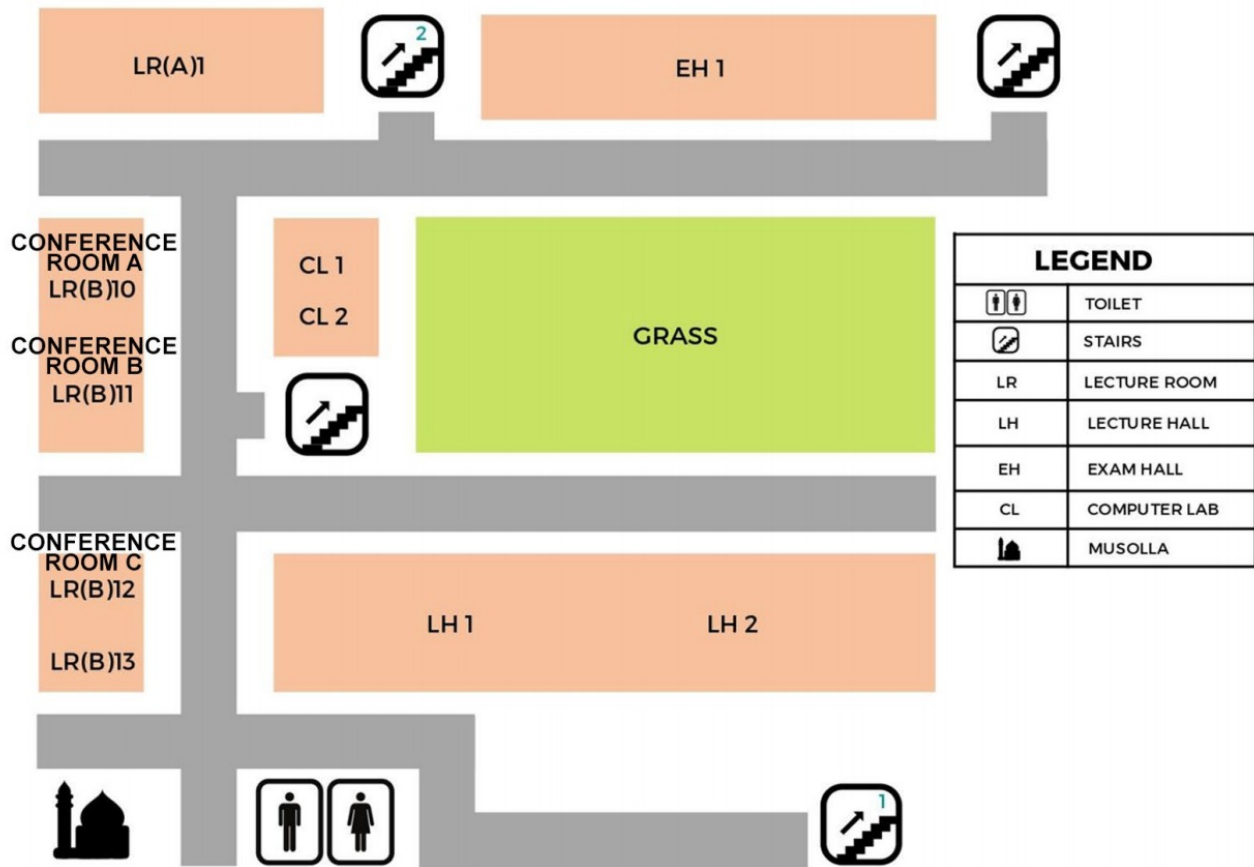 LR(A)1
2
EH 1
CONFERENCE
ROOM A
LR(B)10
CONFERENCE
ROOM B
LR(B)11
CL 1
CL 2
GRASS
CONFERENCE
ROOM C
LR(B)12
LR(B)13
LH 1
LH 2
1
LEGEND
TOILET
STAIRS
LR LECTURE ROOM
LH LECTURE HALL
EH EXAM HALL
CL COMPUTER LAB
MUSOLLA